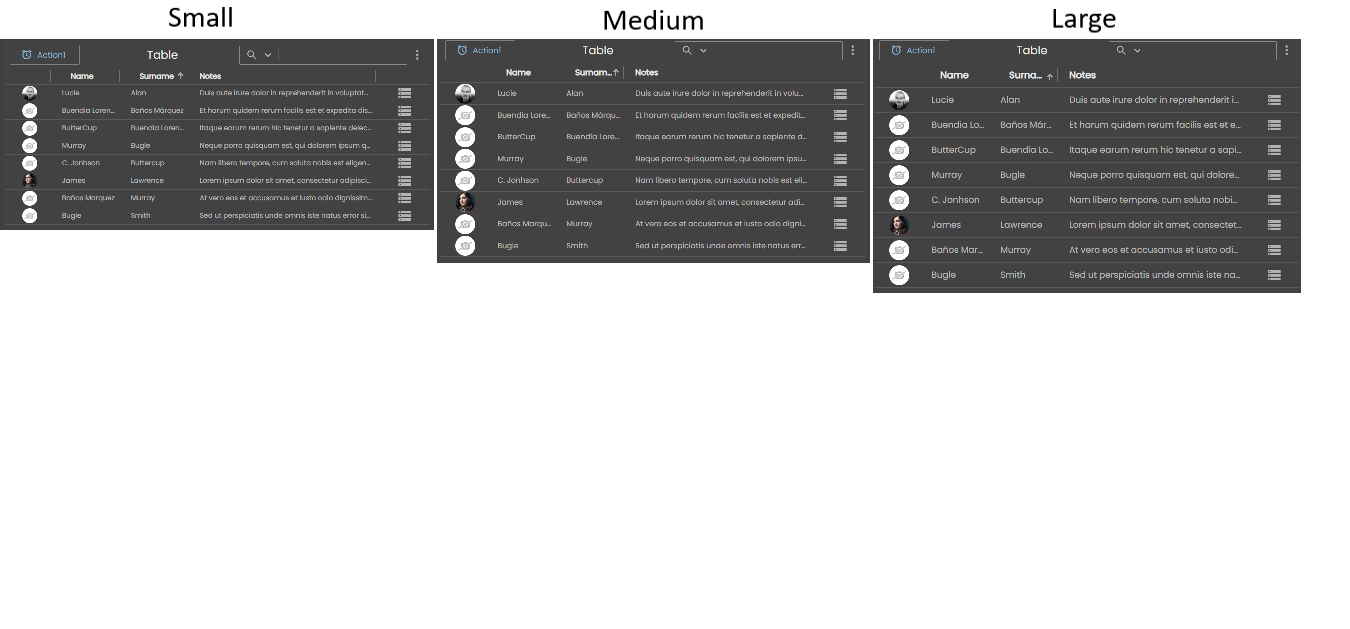 Small Medium Large
Action1 Table
Name Surname Notes
Lucie Alan Duis aute irure dolor in reprehenderit in voluptat...
Buendia Loren... Baños Márquez Et harum quidem rerum facilis est et expedita dis...
ButterCup Buendia Loren... Itaque earum rerum hic tenetur a sapiente delec...
Murray Bugle Neque porro quisquam est, qui dolorem ipsum q...
C. Jonhson Buttercup Nam libero tempore, cum soluta nobis est eligen...
James Lawrence Lorem ipsum dolor sit amet, consectetur adipisci...
Baños Marquez Murray At vero eos et accusamus et iusto odio dignissim...
Bugle Smith Sed ut perspiciatis unde omnis iste natus error si...
Action1 Table
Name Surnam... Notes
Lucie Alan Duis aute irure dolor in reprehenderit in volu...
Buendia Lore... Baños Márqu... Et harum quidem rerum facilis est et expedit...
ButterCup Buendia Lore... Itaque earum rerum hic tenetur a sapiente d...
Murray Bugle Neque porro quisquam est, qui dolorem ipsu...
C. Jonhson Buttercup Nam libero tempore, cum soluta nobis est eli...
James Lawrence Lorem ipsum dolor sit amet, consectetur adi...
Baños Marqu... Murray At vero eos et accusamus et iusto odio digni...
Bugle Smith Sed ut perspiciatis unde omnis iste natus err...
Action1 Table
Name Surna... Notes
Lucie Alan Duis aute irure dolor in reprehenderit i...
Buendia Lo... Baños Már... Et harum quidem rerum facilis est et e...
ButterCup Buendia Lo... Itaque earum rerum hic tenetur a sapi...
Murray Bugle Neque porro quisquam est, qui dolore...
C. Jonhson Buttercup Nam libero tempore, cum soluta nobi...
James Lawrence Lorem ipsum dolor sit amet, consectet...
Baños Mar... Murray At vero eos et accusamus et iusto odi...
Bugle Smith Sed ut perspiciatis unde omnis iste na...